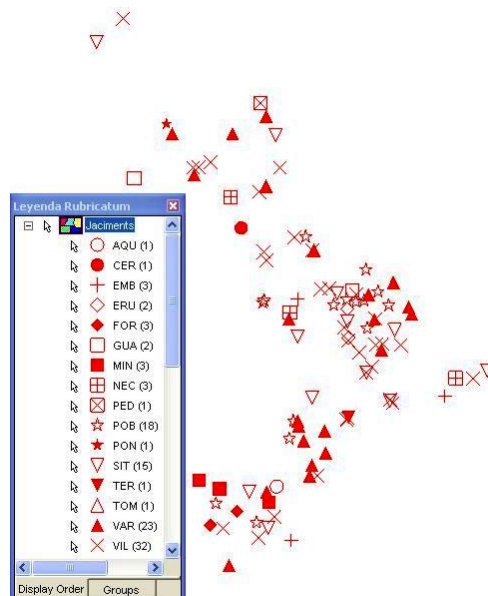 Leyenda Rubricatum
Jaciments
AQU (1)
CER (1)
EMB (3)
ERU (2)
FOR (3)
GUA (2)
MIN (3)
NEC (3)
PED (1)
POB (18)
PON (1)
SIT (15)
TER (1)
TOM (1)
VAR (23)
VIL (32)
Display Order Groups